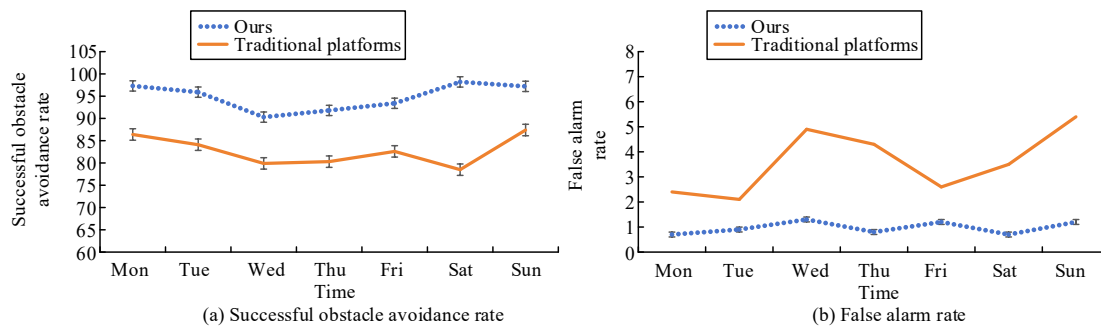 Ours
Traditional platforms
Successful obstacle
avoidance rate
105
100
95
90
85
80
75
70
65
60
Mon Tue Wed Thu Fri Sat Sun
Time
(a) Successful obstacle avoidance rate
Ours
Traditional platforms
False alarm
rate
8
7
6
5
4
3
2
1
0
Mon Tue Wed Thu Fri Sat Sun
Time
(b) False alarm rate